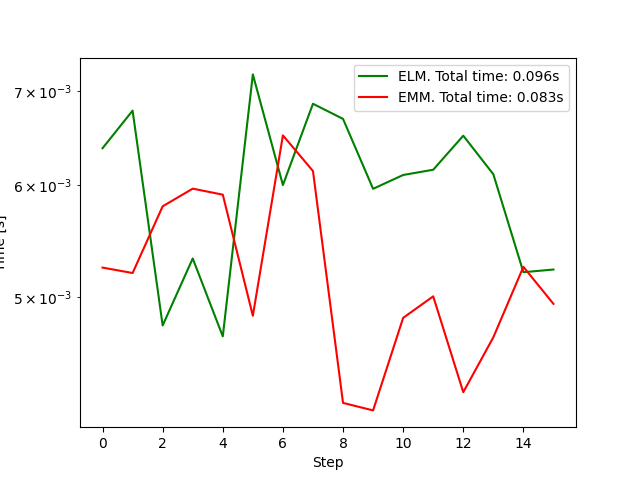 ELM. Total time: 0.096s
EMM. Total time: 0.083s
7 × 10⁻³
6 × 10⁻³
5 × 10⁻³
Time [s]
0 2 4 6 8 10 12 14
Step